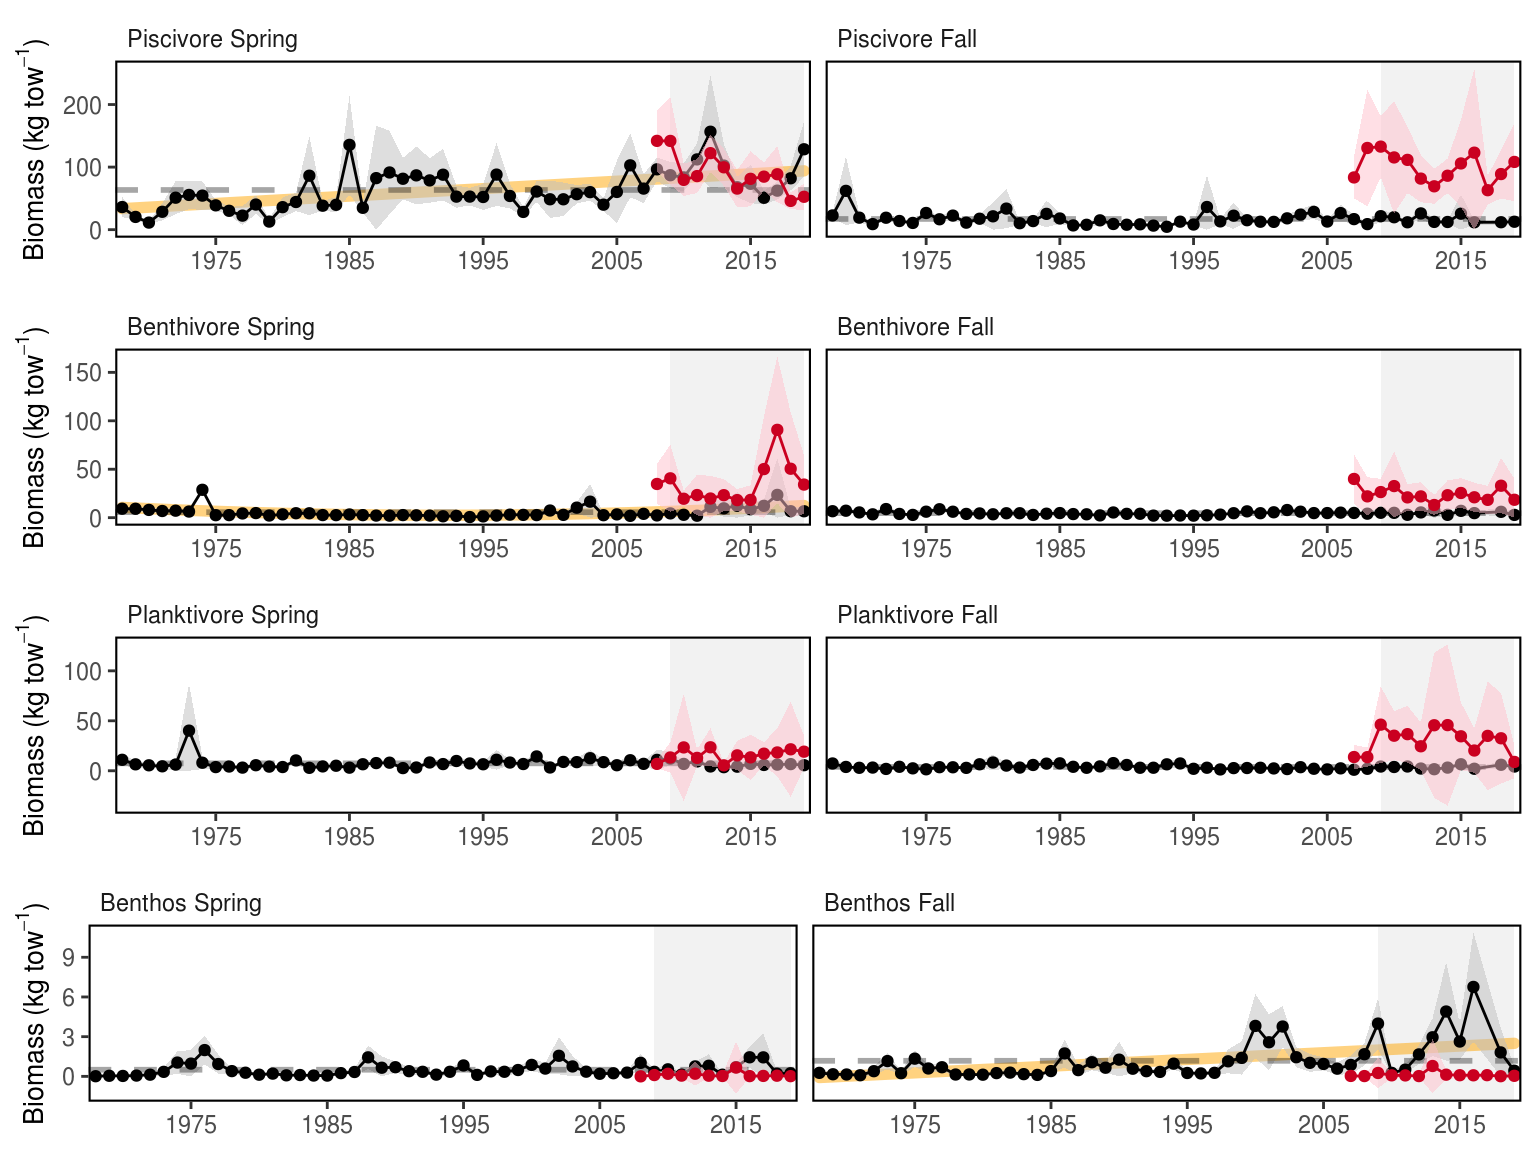 Piscivore Spring
Piscivore Fall
Biomass (kg tow⁻¹)
200
100
0
1975 1985 1995 2005 2015
1975 1985 1995 2005 2015
Benthivore Spring
Benthivore Fall
Biomass (kg tow⁻¹)
150
100
50
0
1975 1985 1995 2005 2015
1975 1985 1995 2005 2015
Planktivore Spring
Planktivore Fall
Biomass (kg tow⁻¹)
100
50
0
1975 1985 1995 2005 2015
1975 1985 1995 2005 2015
Benthos Spring
Benthos Fall
Biomass (kg tow⁻¹)
9
6
3
0
1975 1985 1995 2005 2015
1975 1985 1995 2005 2015